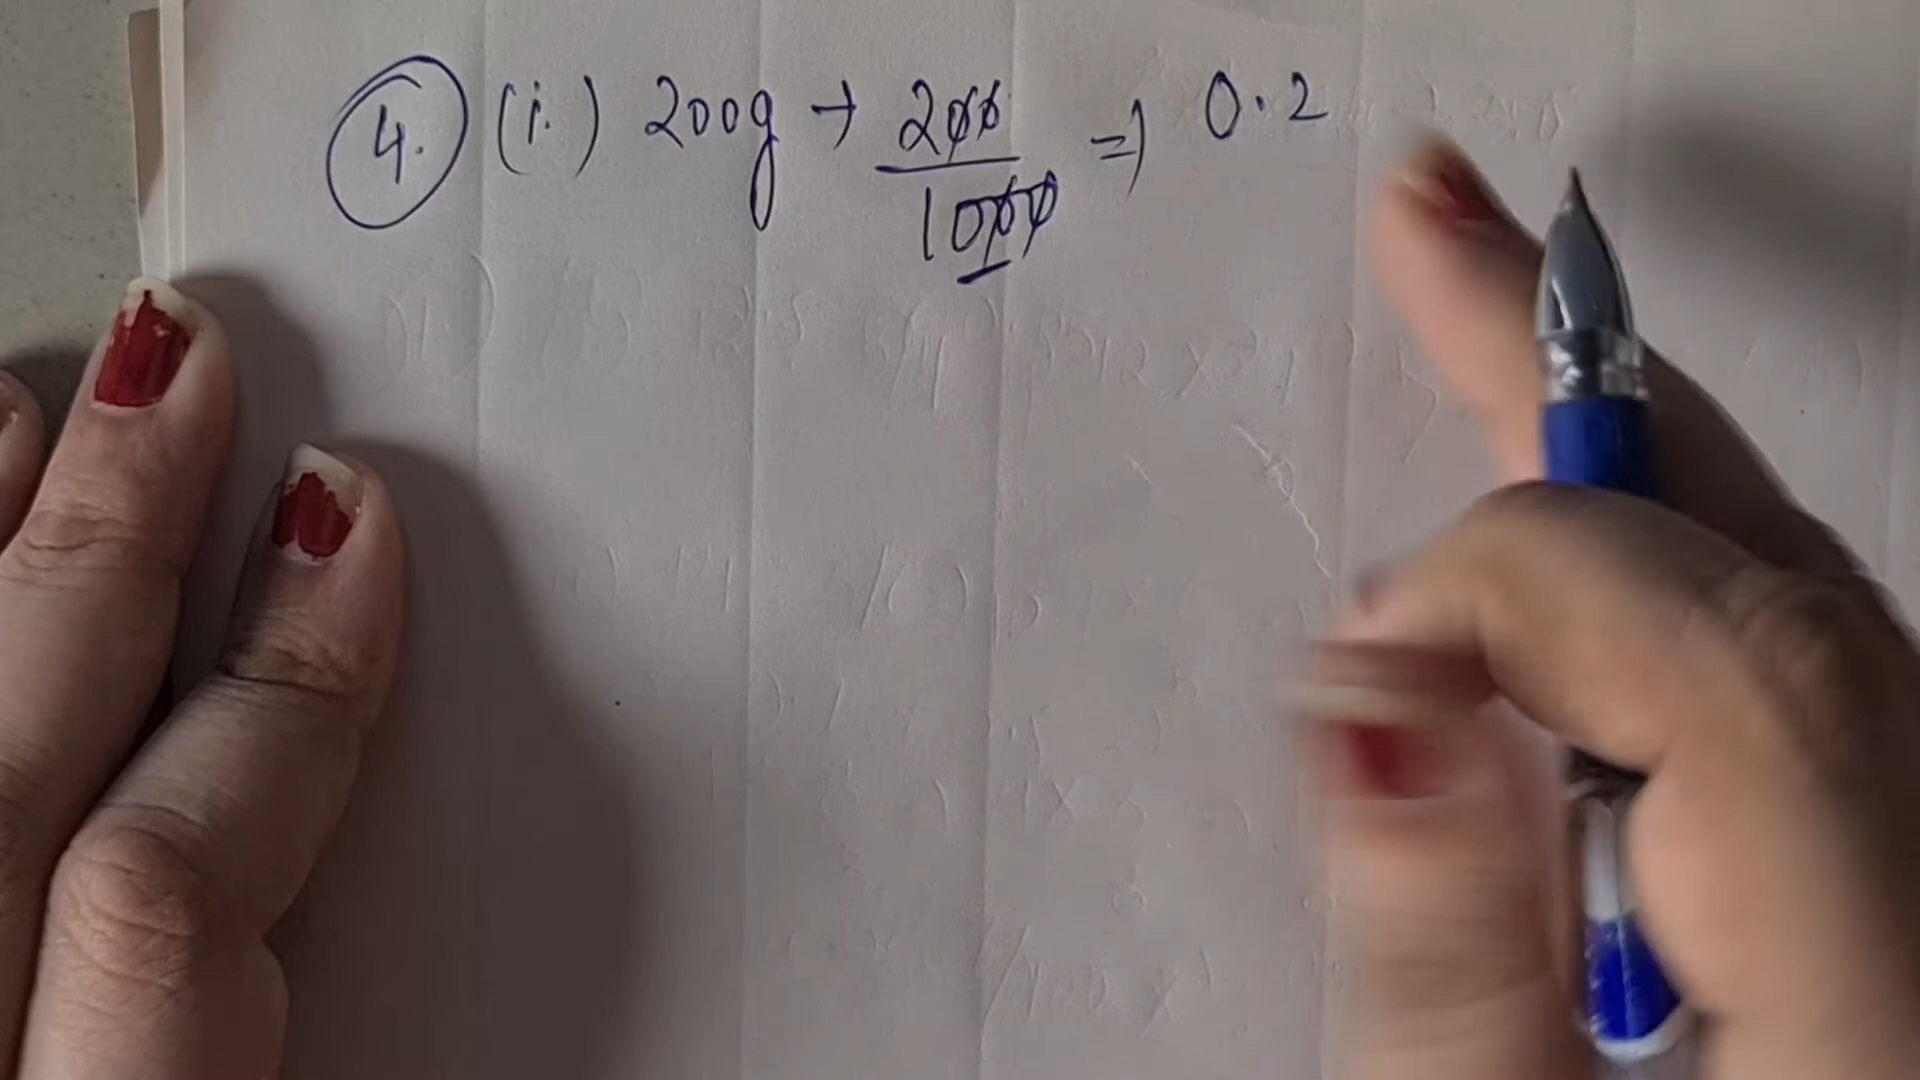 4. (i.) 200g → 200/1000 => 0.2